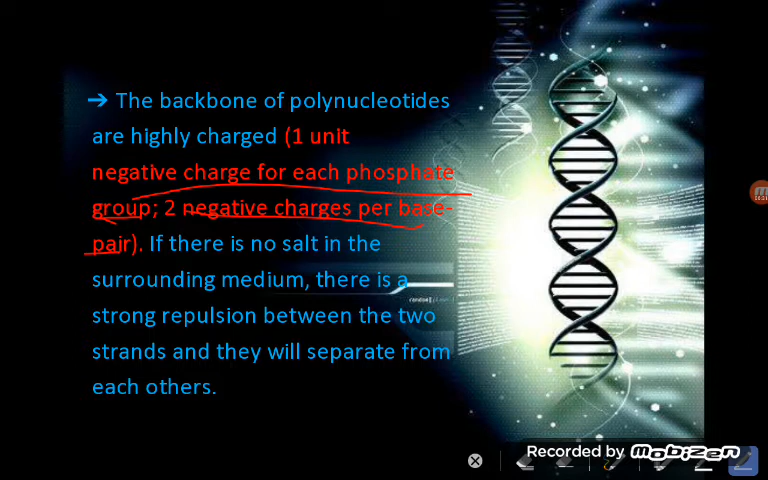 → The backbone of polynucleotides
are highly charged (1 unit
negative charge for each phosphate
group; 2 negative charges per base-
pair). If there is no salt in the
surrounding medium, there is a
strong repulsion between the two
strands and they will separate from
each others.
Recorded by mobizen